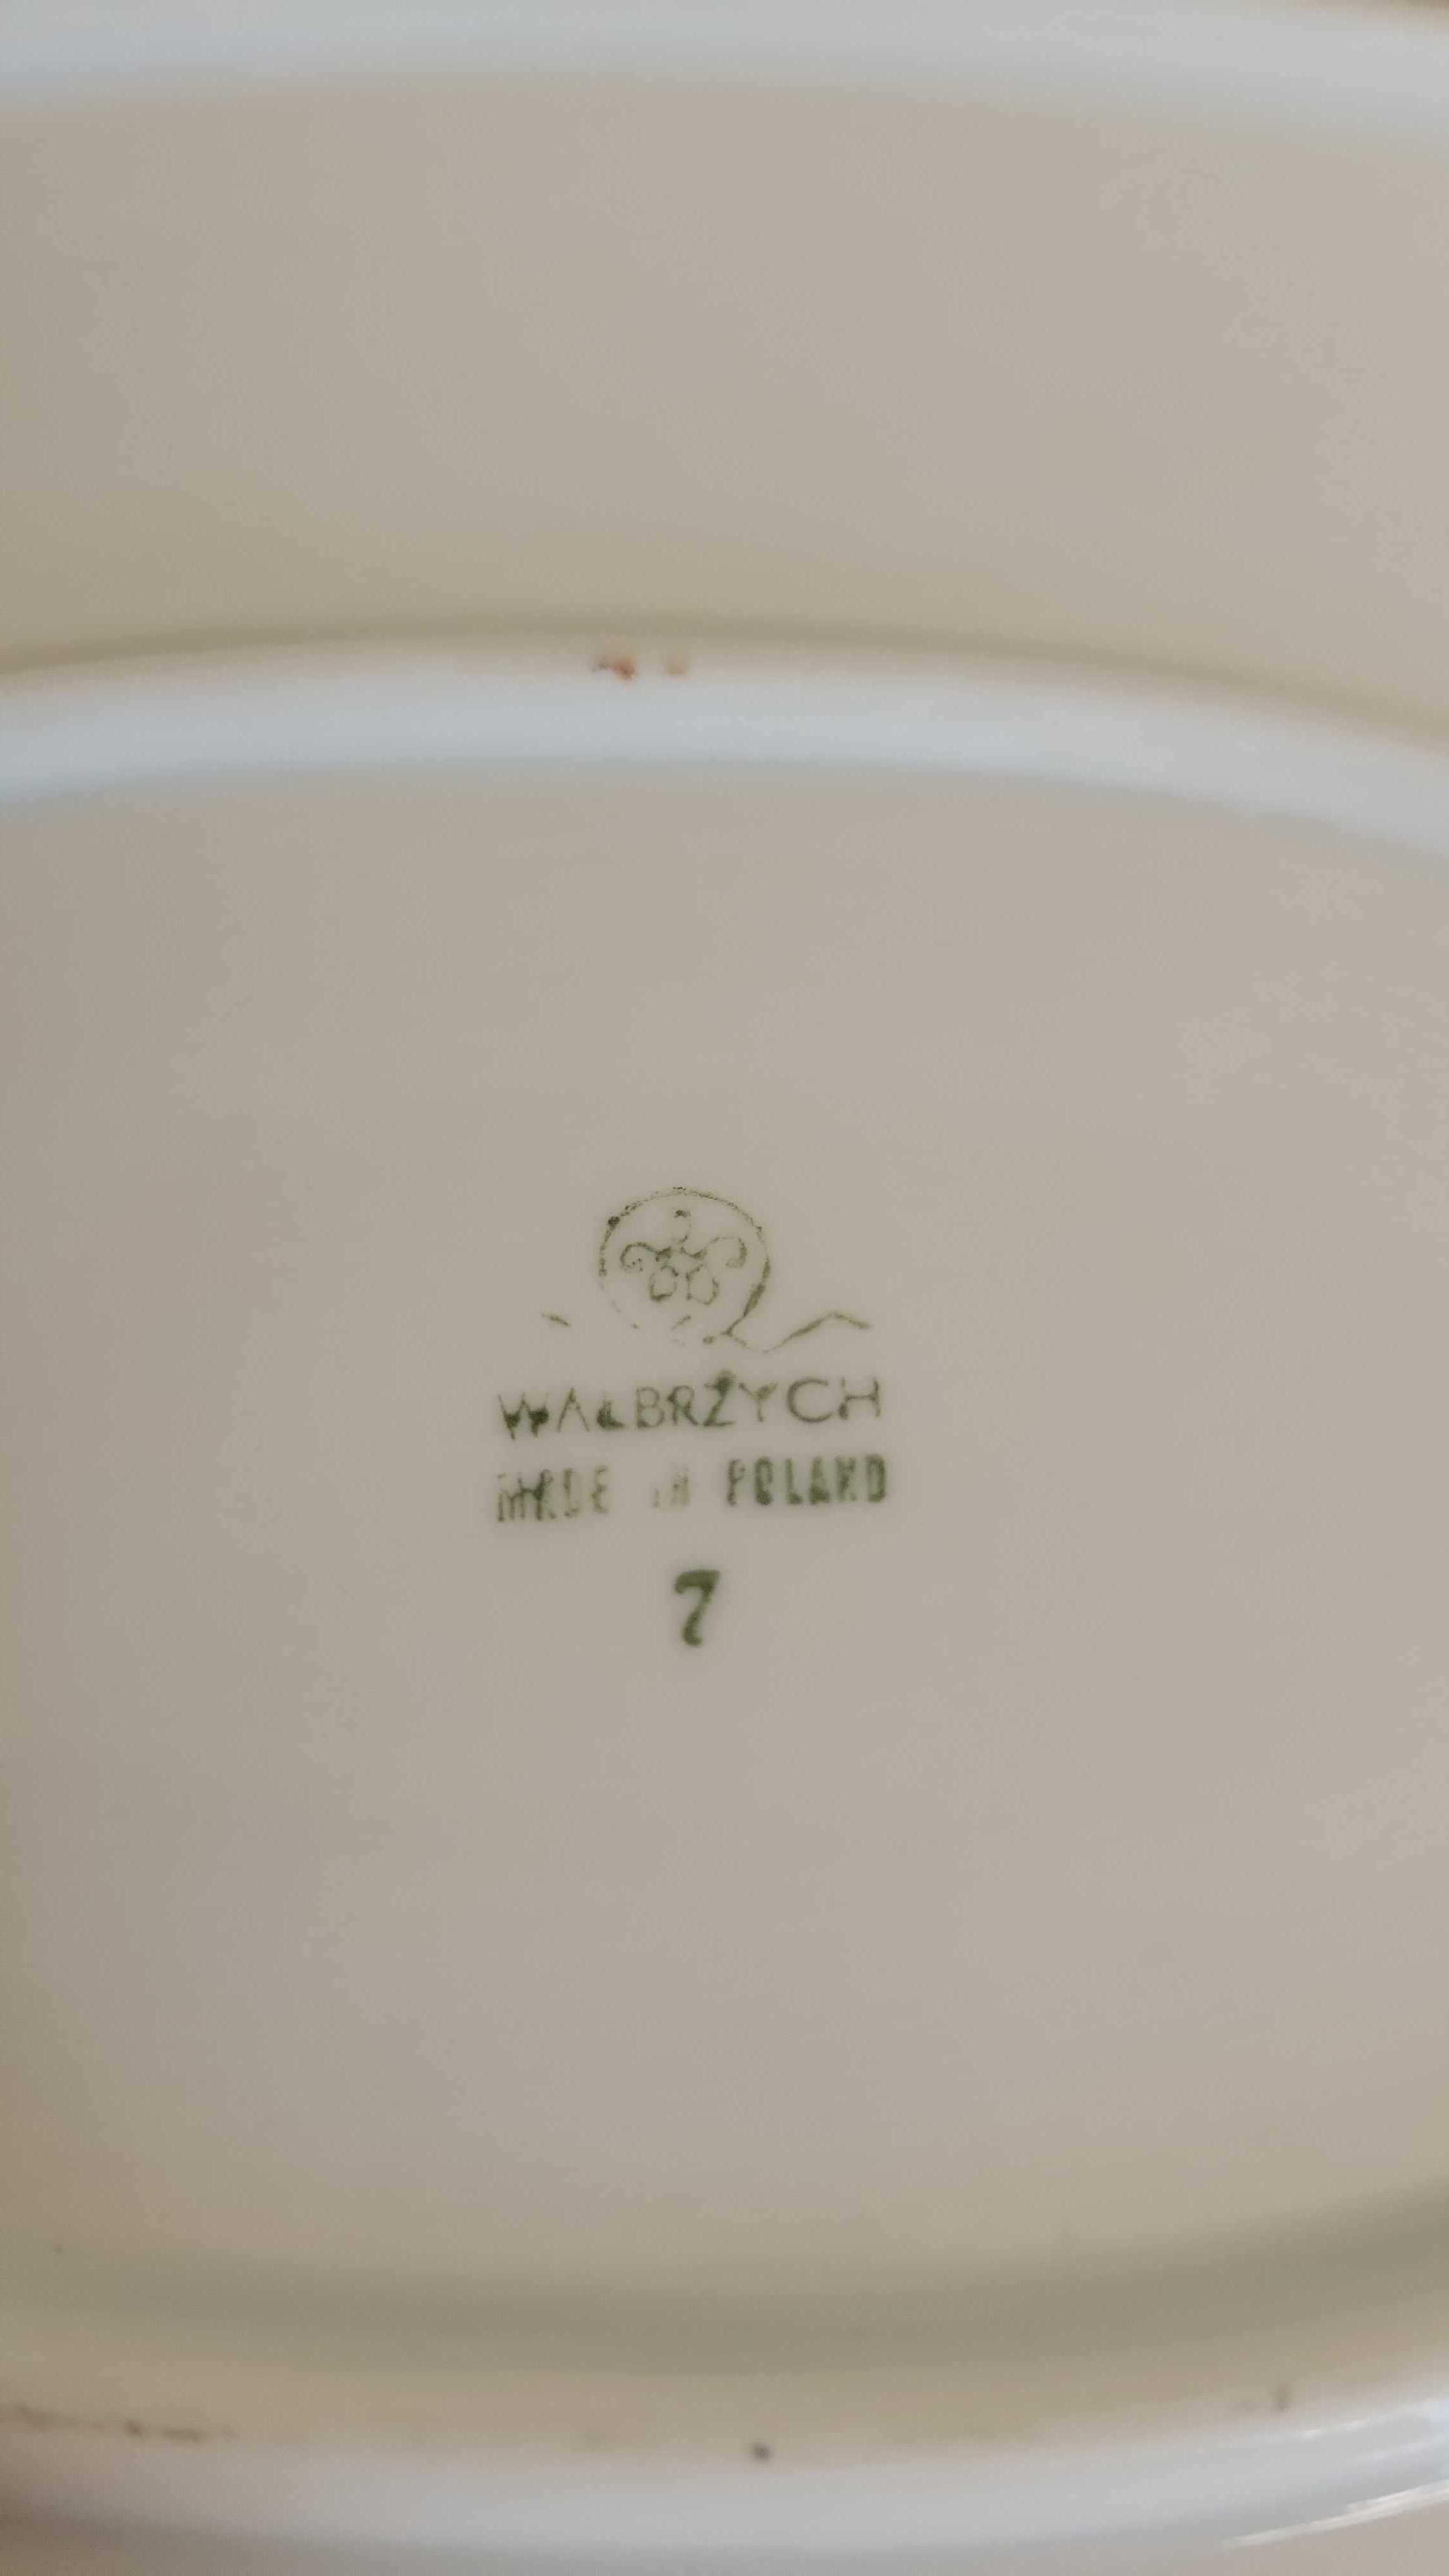 WAŁBRZYCH
MADE IN POLAND
7